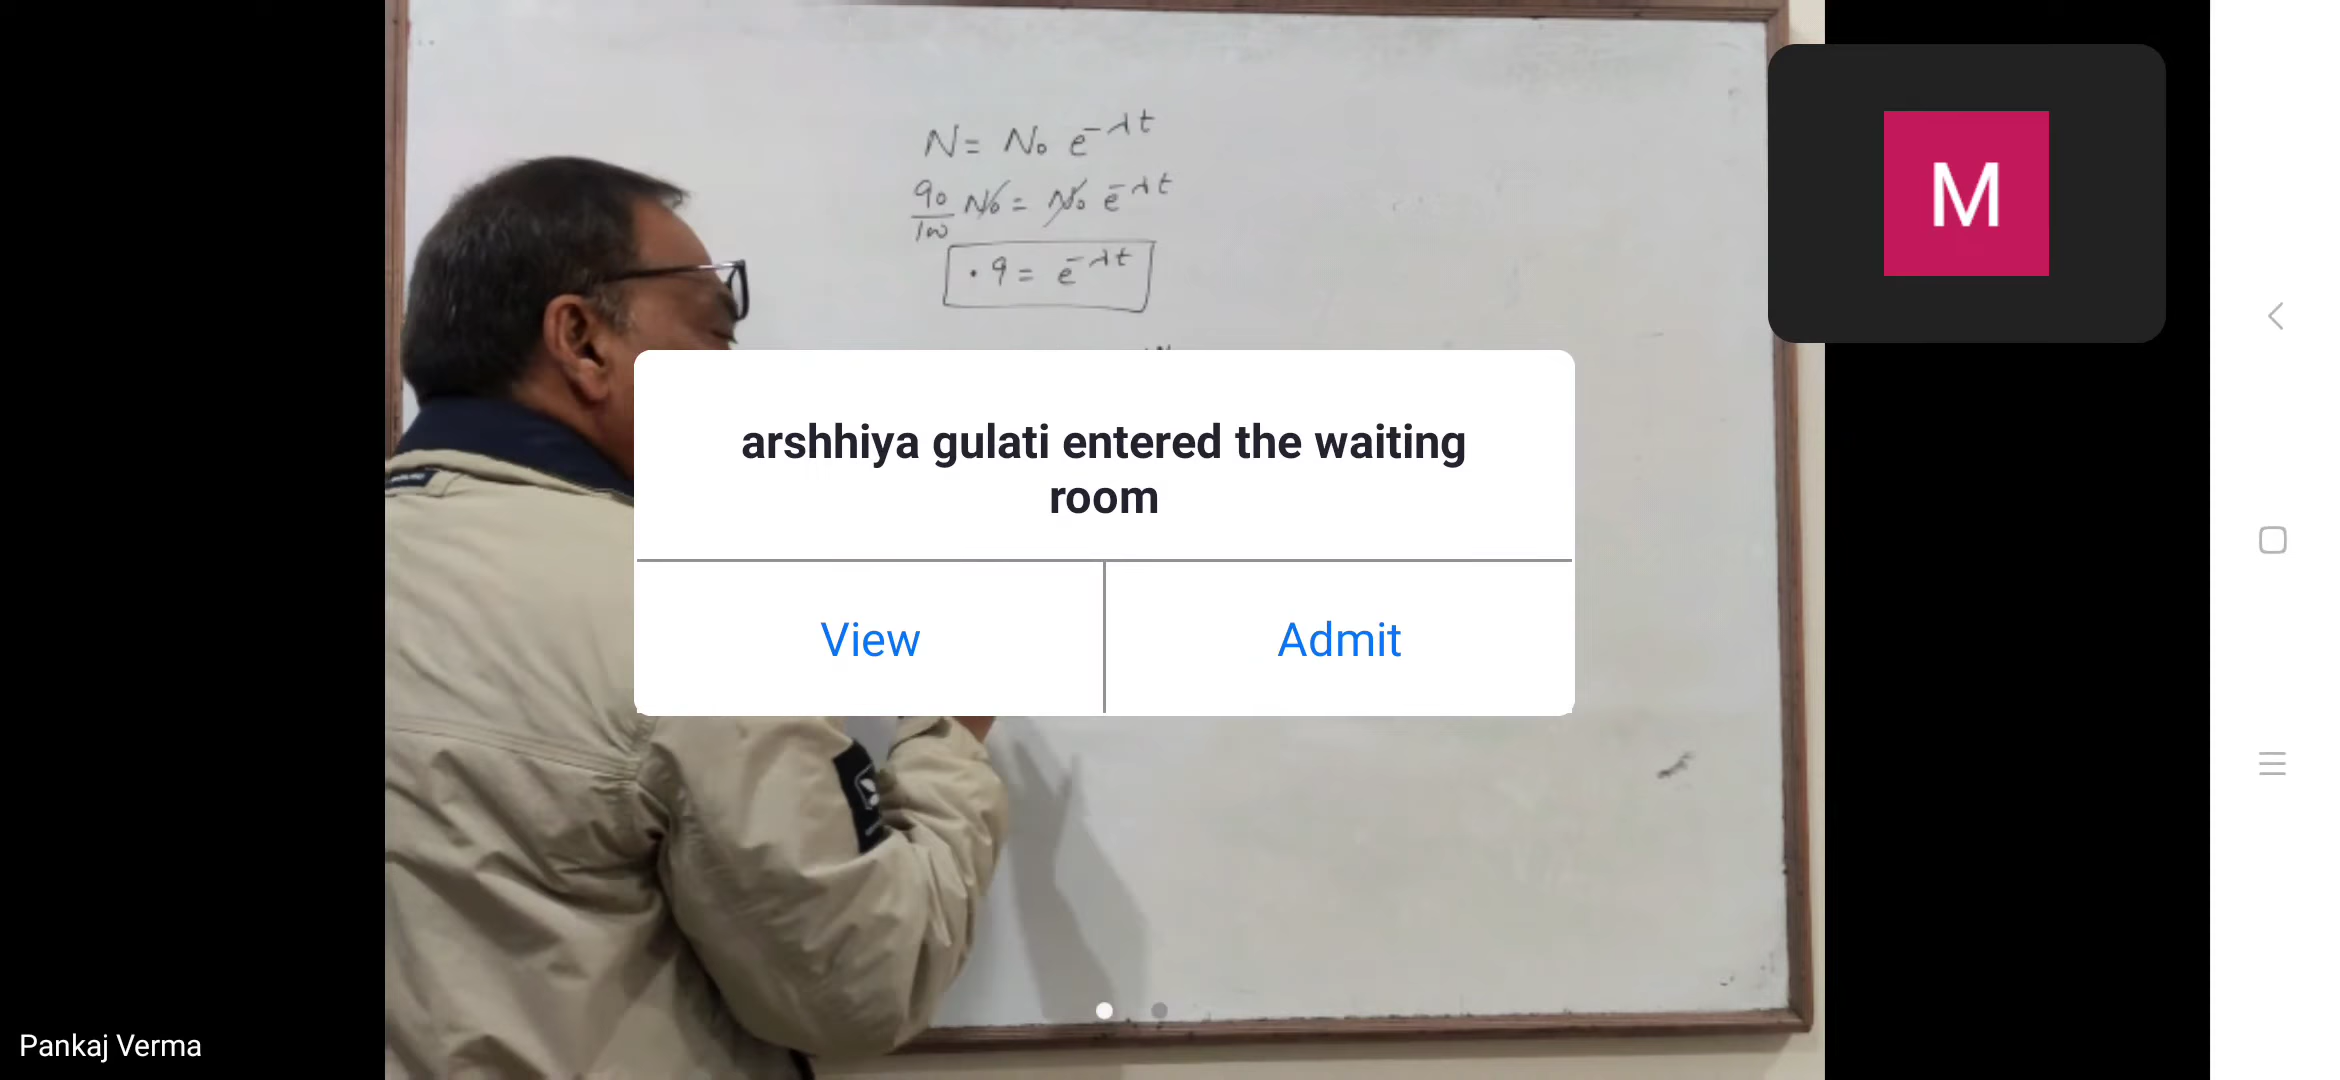 N = N₀ e^-λt
90/100 N₀ = N₀ e^-λt
.9 = e^-λt
M
arshhiya gulati entered the waiting
room
View
Admit
Pankaj Verma